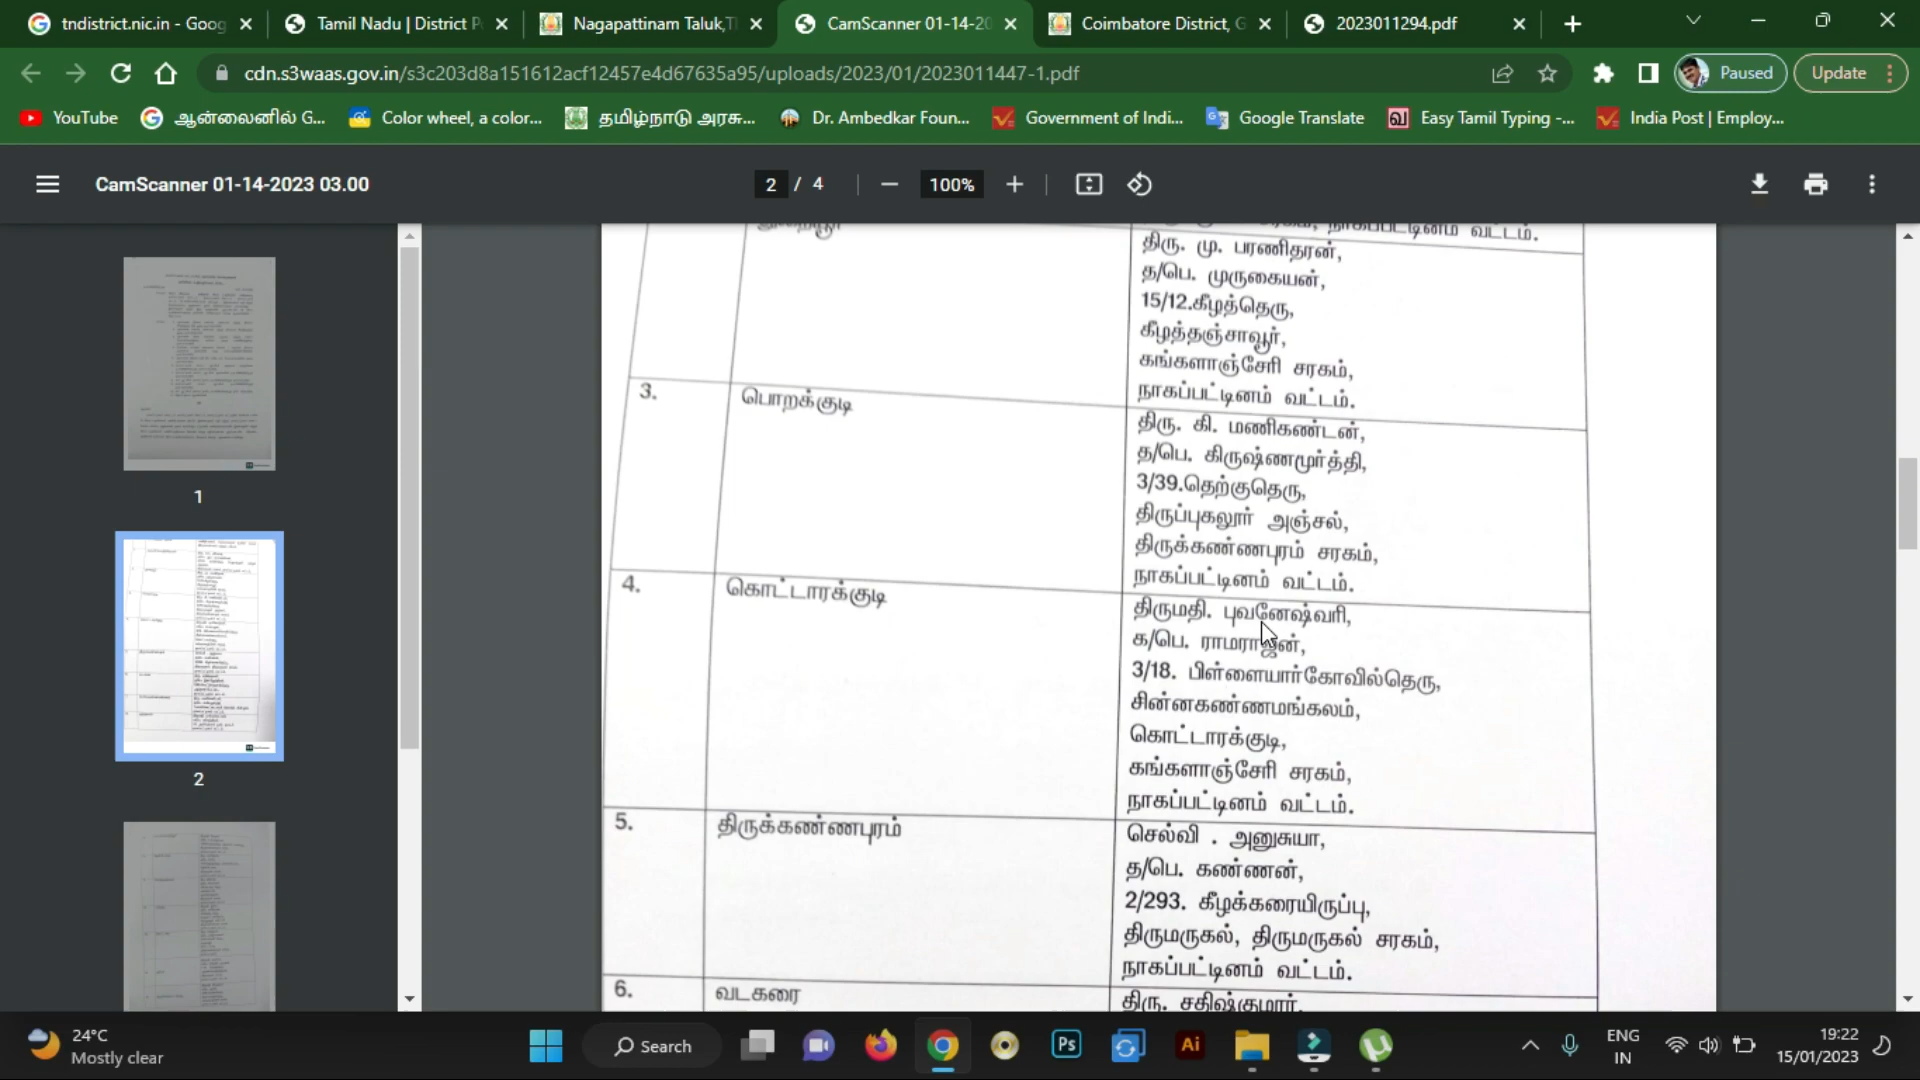 tndistrict.nic.in - Goog
Tamil Nadu | District P
Nagapattinam Taluk,T
CamScanner 01-14-20
Coimbatore District, G
2023011294.pdf
cdn.s3waas.gov.in/s3c203d8a151612acf12457e4d67635a95/uploads/2023/01/2023011447-1.pdf
Paused
Update
YouTube
ஆன்லைனில் G...
Color wheel, a color...
தமிழ்நாடு அரசு...
Dr. Ambedkar Foun...
Government of Indi...
Google Translate
Easy Tamil Typing -...
India Post | Employ...
CamScanner 01-14-2023 03.00
2 / 4
100%
1
2
நாகப்பட்டினம் வட்டம்.
திரு. மு. பரணிதரன்,
த/பெ. முருகையன்,
15/12.கீழத்தெரு,
கீழத்தஞ்சாவூர்,
கங்களாஞ்சேரி சரகம்,
நாகப்பட்டினம் வட்டம்.
3.
பொறக்குடி
திரு. கி. மணிகண்டன்,
த/பெ. கிருஷ்ணமூர்த்தி,
3/39.தெற்குதெரு,
திருப்புகலூர் அஞ்சல்,
திருக்கண்ணபுரம் சரகம்,
நாகப்பட்டினம் வட்டம்.
4.
கொட்டாரக்குடி
திருமதி. புவனேஷ்வரி,
க/பெ. ராமராஜன்,
3/18. பிள்ளையார்கோவில்தெரு,
சின்னகண்ணமங்கலம்,
கொட்டாரக்குடி,
கங்களாஞ்சேரி சரகம்,
நாகப்பட்டினம் வட்டம்.
5.
திருக்கண்ணபுரம்
செல்வி . அனுசுயா,
த/பெ. கண்ணன்,
2/293. கீழக்கரையிருப்பு,
திருமருகல், திருமருகல் சரகம்,
நாகப்பட்டினம் வட்டம்.
6.
வடகரை
திரு. சதிஷ்குமார்,
24°C
Mostly clear
Search
Ps
Ai
ENG
IN
19:22
15/01/2023